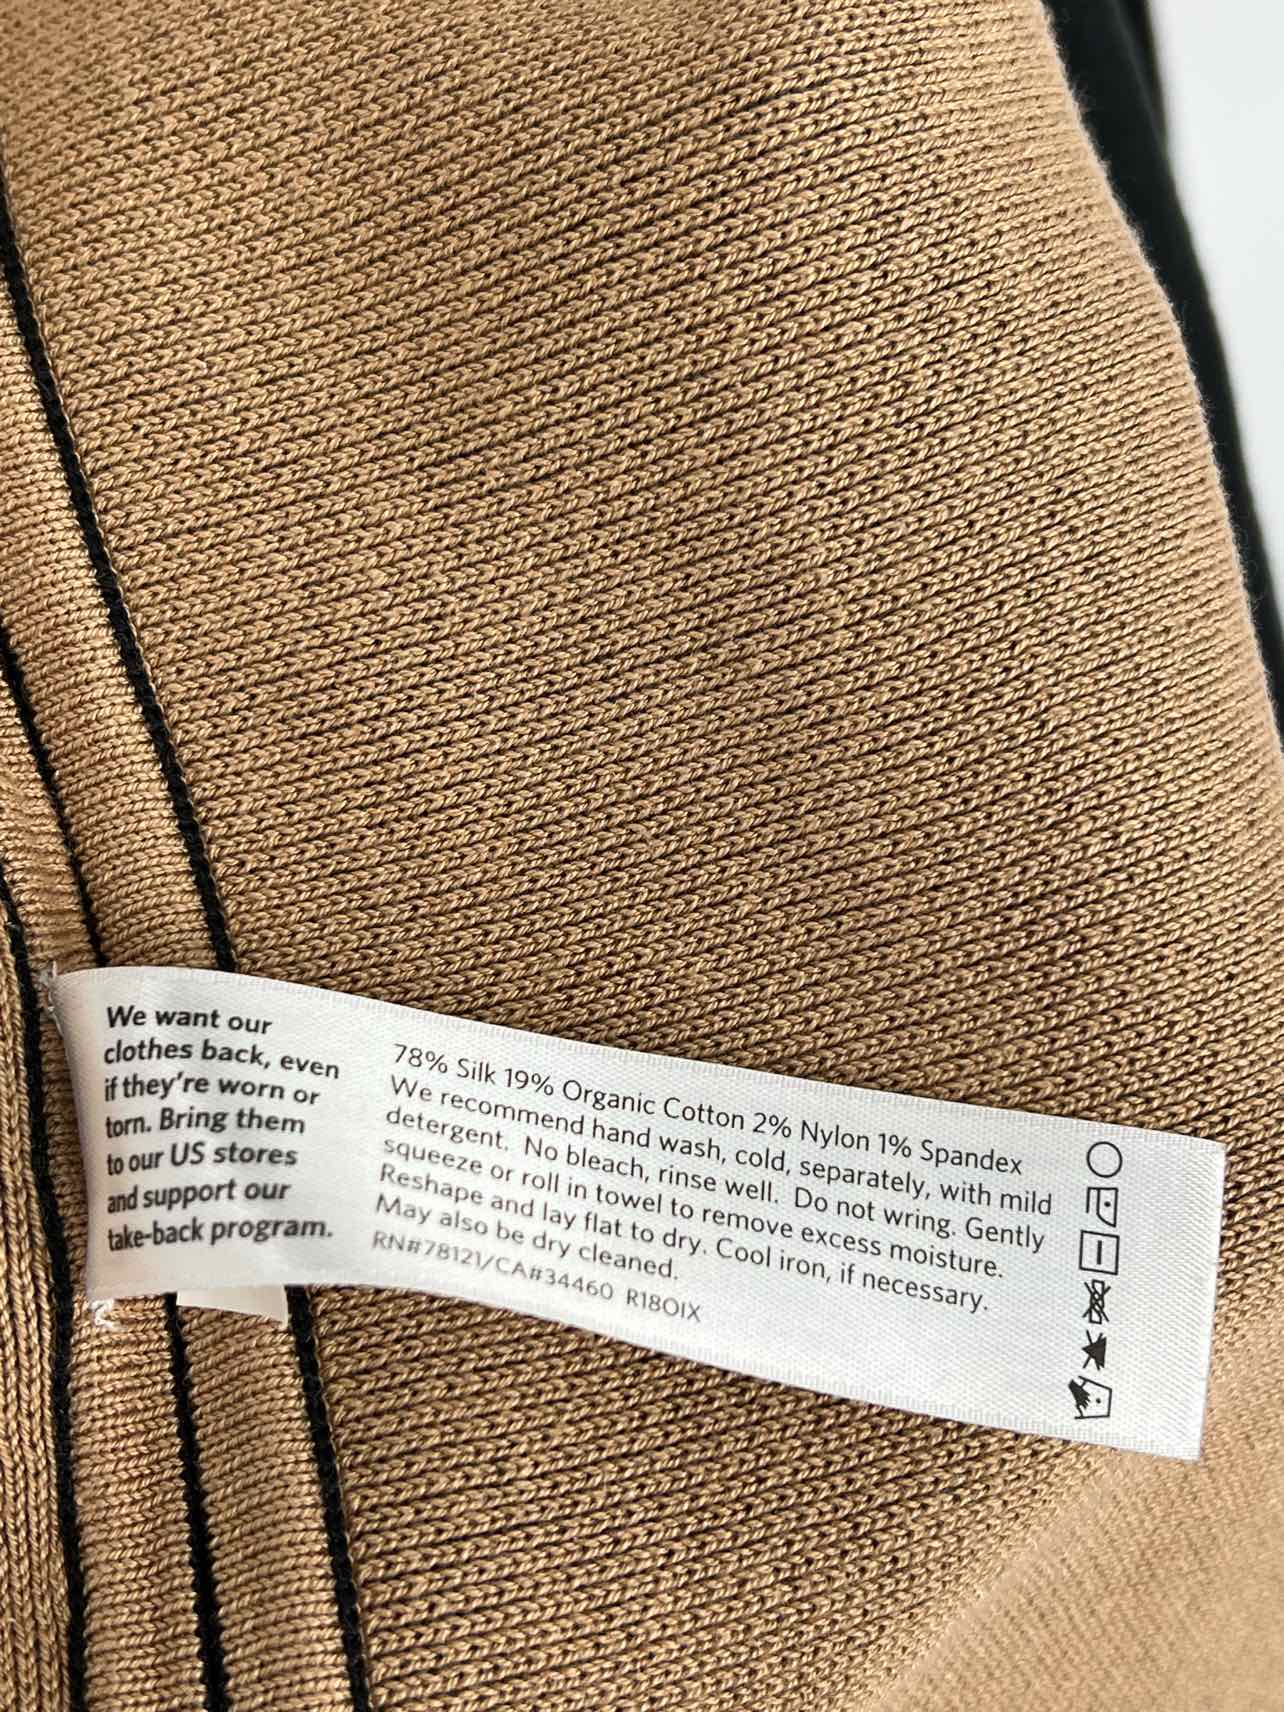 We want our
clothes back, even
if they're worn or
torn. Bring them
to our US stores
and support our
take-back program.
78% Silk 19% Organic Cotton 2% Nylon 1% Spandex
We recommend hand wash, cold, separately, with mild
detergent. No bleach, rinse well. Do not wring. Gently
squeeze or roll in towel to remove excess moisture.
Reshape and lay flat to dry. Cool iron, if necessary.
May also be dry cleaned.
RN#78121/CA#34460 R18OIX